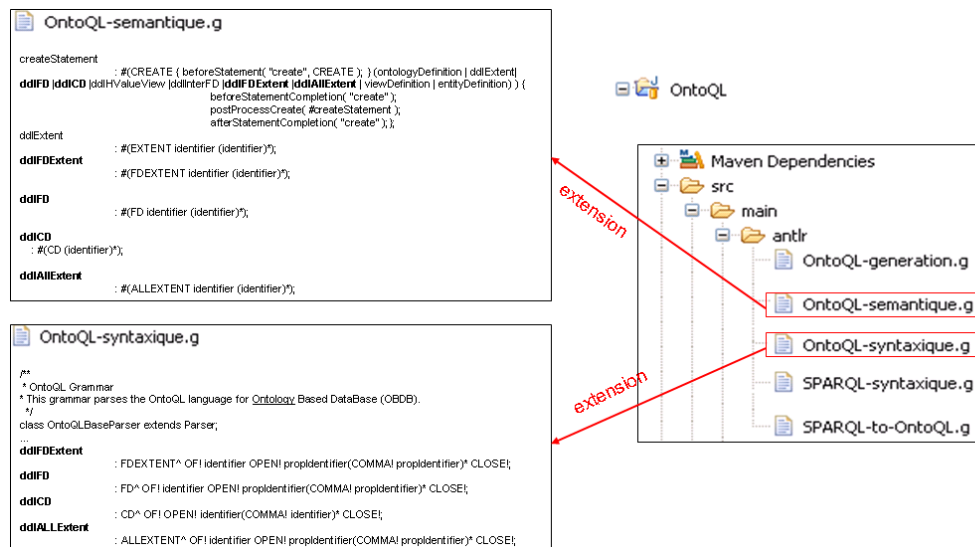 OntoQL-semantique.g
createStatement
: #(CREATE { beforeStatement( "create", CREATE ); } (ontologyDefinition | ddlExtent|
ddlFD |ddlCD |ddlHValueView |ddlInterFD |ddlFDExtent |ddlAllExtent | viewDefinition | entityDefinition) ) {
beforeStatementCompletion( "create" );
postProcessCreate( #createStatement );
afterStatementCompletion( "create" ); };
ddlExtent
: #(EXTENT identifier (identifier)*);
ddlFDExtent
: #(FDEXTENT identifier (identifier)*);
ddlFD
: #(FD identifier (identifier)*);
ddlCD
: #(CD (identifier)*);
ddlAllExtent
: #(ALLEXTENT identifier (identifier)*);
OntoQL-syntaxique.g
/**
* OntoQL Grammar
* This grammar parses the OntoQL language for Ontology Based DataBase (OBDB).
*/
class OntoQLBaseParser extends Parser;
...
ddlFDExtent
: FDEXTENT^ OF! identifier OPEN! propIdentifier(COMMA! propIdentifier)* CLOSE!;
ddlFD
: FD^ OF! identifier OPEN! propIdentifier(COMMA! propIdentifier)* CLOSE!;
ddlCD
: CD^ OF! OPEN! identifier(COMMA! identifier)* CLOSE!;
ddlALLExtent
: ALLEXTENT^ OF! identifier OPEN! propIdentifier(COMMA! propIdentifier)* CLOSE!;
extension
extension
OntoQL
Maven Dependencies
src
main
antlr
OntoQL-generation.g
OntoQL-semantique.g
OntoQL-syntaxique.g
SPARQL-syntaxique.g
SPARQL-to-OntoQL.g